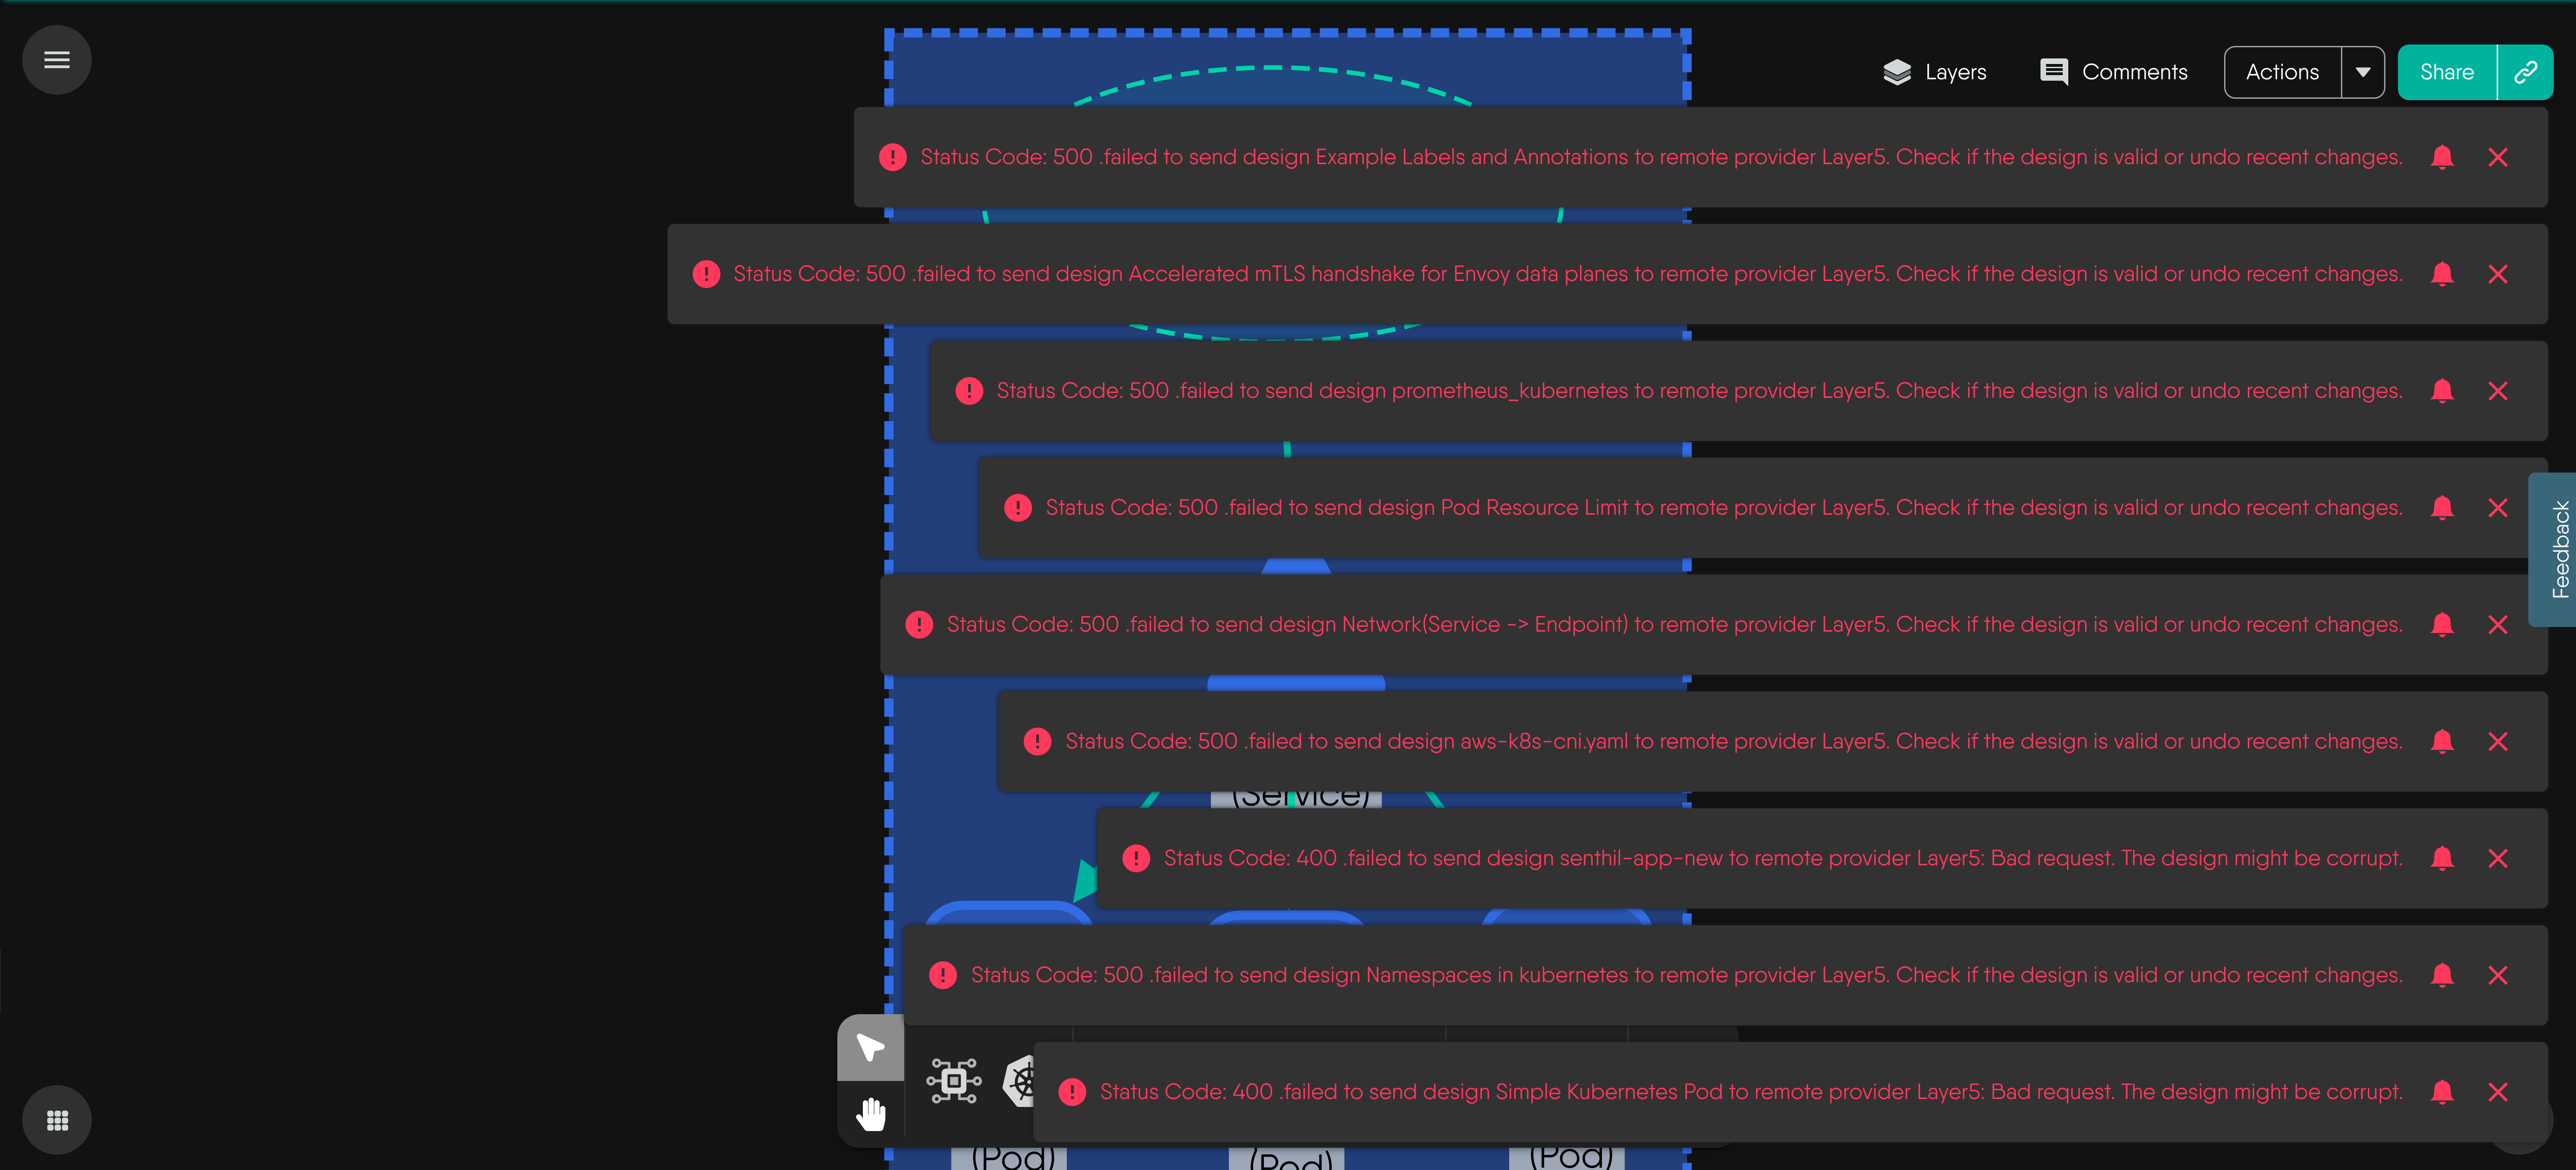 Layers
Comments
Actions
Share
Status Code: 500 .failed to send design Example Labels and Annotations to remote provider Layer5. Check if the design is valid or undo recent changes.
Status Code: 500 .failed to send design Accelerated mTLS handshake for Envoy data planes to remote provider Layer5. Check if the design is valid or undo recent changes.
Status Code: 500 .failed to send design prometheus_kubernetes to remote provider Layer5. Check if the design is valid or undo recent changes.
Status Code: 500 .failed to send design Pod Resource Limit to remote provider Layer5. Check if the design is valid or undo recent changes.
Feedback
Status Code: 500 .failed to send design Network(Service -> Endpoint) to remote provider Layer5. Check if the design is valid or undo recent changes.
Status Code: 500 .failed to send design aws-k8s-cni.yaml to remote provider Layer5. Check if the design is valid or undo recent changes.
(Service)
Status Code: 400 .failed to send design senthil-app-new to remote provider Layer5: Bad request. The design might be corrupt.
Status Code: 500 .failed to send design Namespaces in kubernetes to remote provider Layer5. Check if the design is valid or undo recent changes.
Status Code: 400 .failed to send design Simple Kubernetes Pod to remote provider Layer5: Bad request. The design might be corrupt.
(Pod)
(Pod)
(Pod)